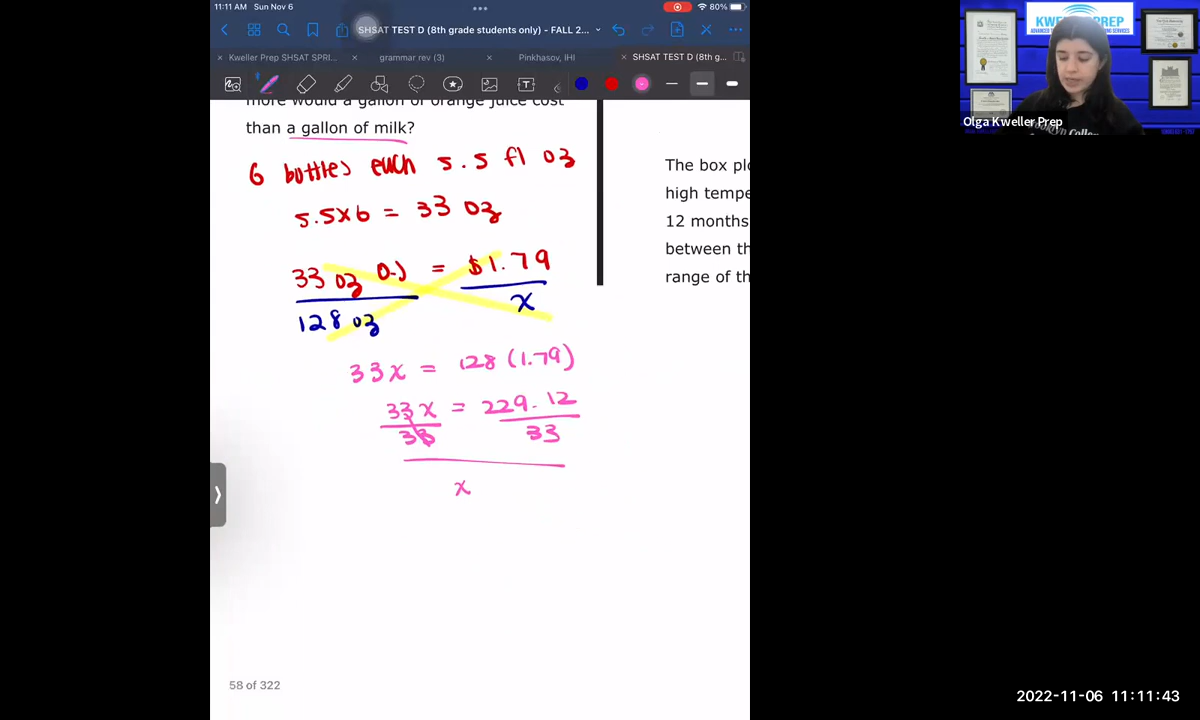 11:11 AM Sun Nov 6
80%
SHSAT TEST D (8th grade students only) - FALL 2...
Kweller Prep SHSAT SPRI...
grammar rev (3)
Pinkhasov, IHI
SHSAT TEST D (8th g...
more would a gallon of orange juice cost
than a gallon of milk?
6 bottles each 5.5 fl oz
5.5x6 = 33 oz
33 oz O.J = $1.79
128 oz x
33x = 128 (1.79)
33x = 229.12
33 33
x
58 of 322
The box plo
high tempe
12 months
between th
range of th
KWELLER PREP
Olga Kweller Prep
2022-11-06 11:11:43